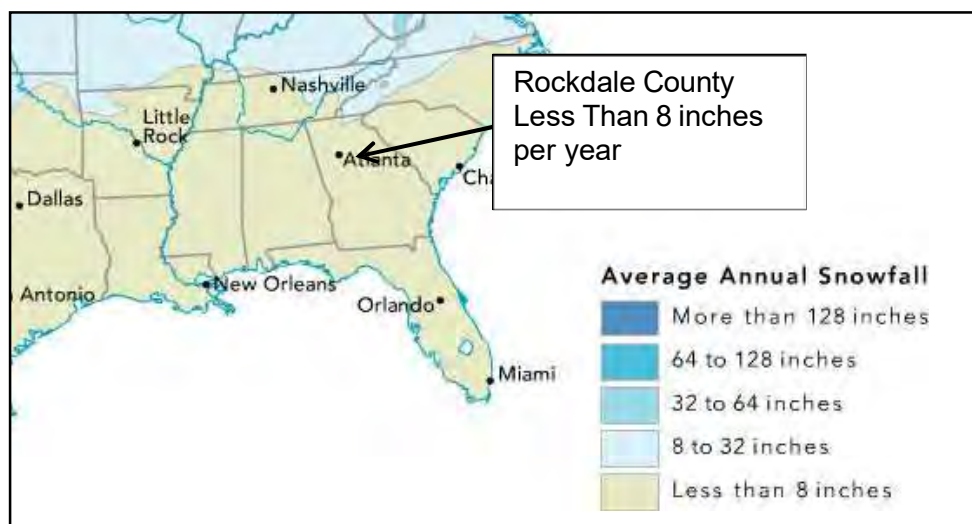 Nashville
Little
Rock
Atlanta
Cha
Dallas
New Orleans
Antonio
Orlando
Miami
Rockdale County
Less Than 8 inches
per year
Average Annual Snowfall
More than 128 inches
64 to 128 inches
32 to 64 inches
8 to 32 inches
Less than 8 inches